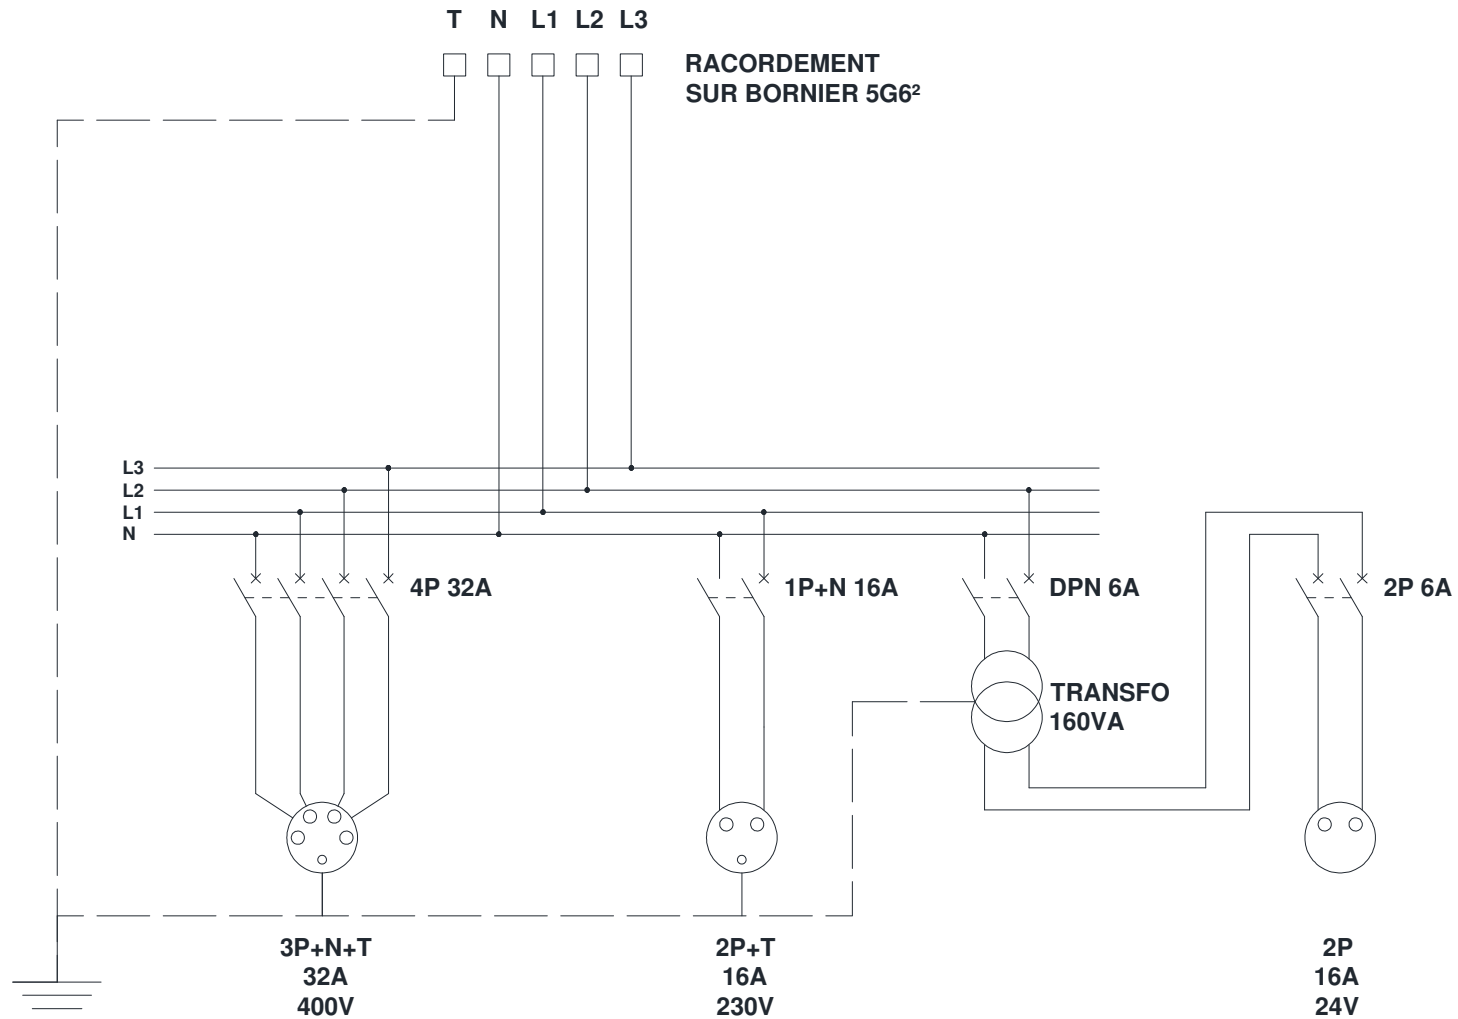 T N L1 L2 L3
RACORDEMENT
SUR BORNIER 5G6²
L3
L2
L1
N
4P 32A
1P+N 16A
DPN 6A
2P 6A
TRANSFO
160VA
3P+N+T
32A
400V
2P+T
16A
230V
2P
16A
24V